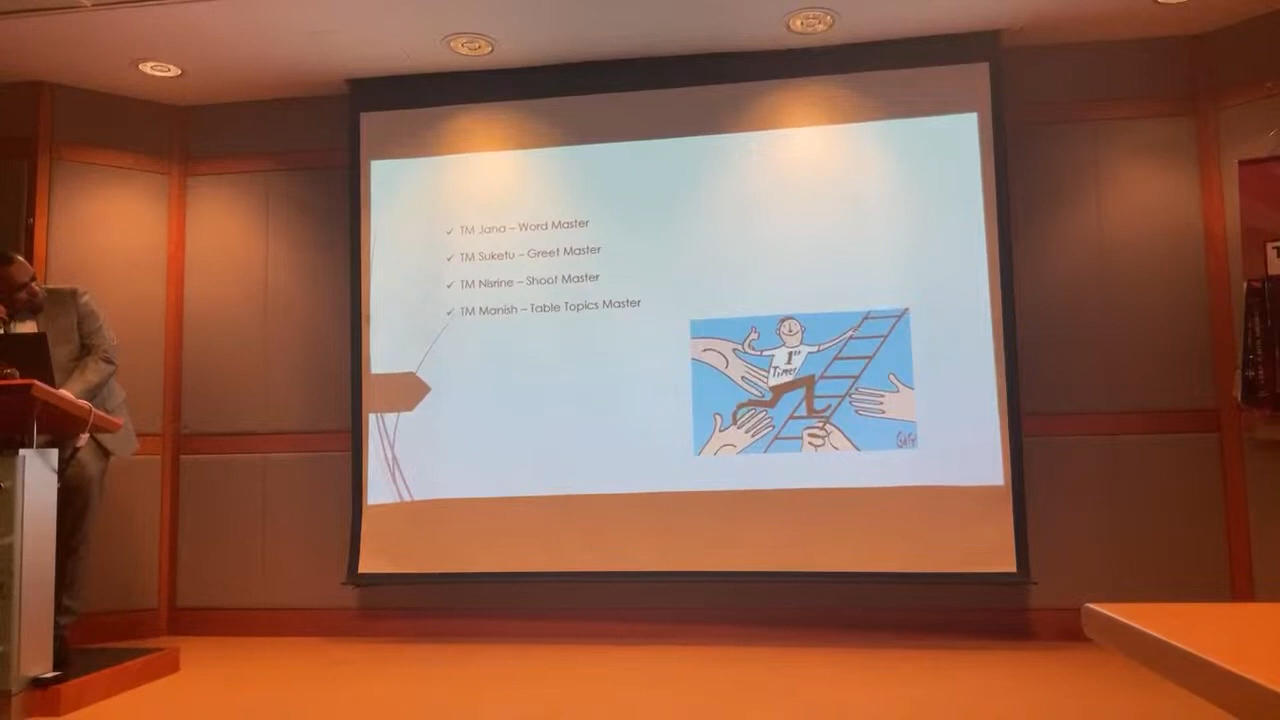 ✓ TM Jana – Word Master
✓ TM Suketu – Greet Master
✓ TM Nisrine – Shoot Master
✓ TM Manish – Table Topics Master
1st
Timer